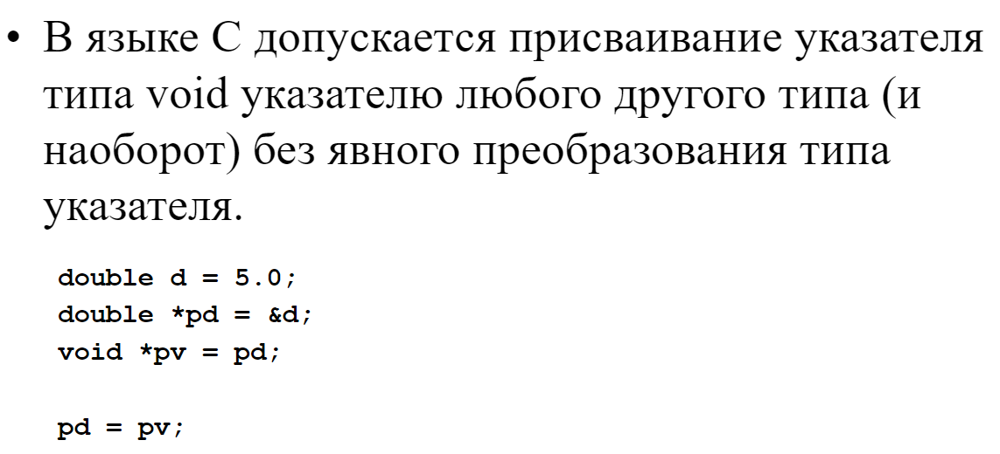 • В языке С допускается присваивание указателя
типа void указателю любого другого типа (и
наоборот) без явного преобразования типа
указателя.
double d = 5.0;
double *pd = &d;
void *pv = pd;
pd = pv;